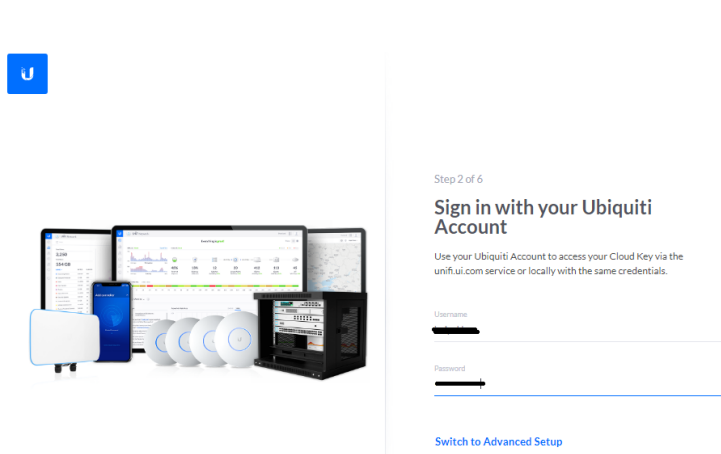 Step 2 of 6
Sign in with your Ubiquiti
Account
Use your Ubiquiti Account to access your Cloud Key via the
unifi.ui.com service or locally with the same credentials.
Username
Password
Switch to Advanced Setup